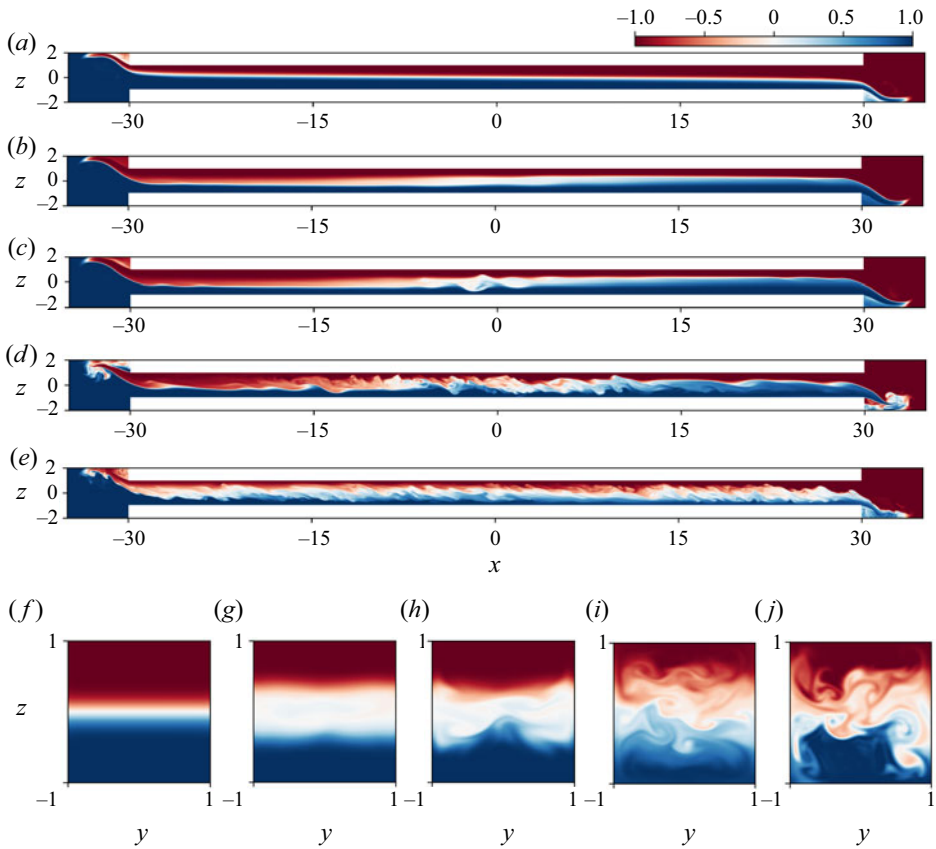 –1.0 –0.5 0 0.5 1.0
(a)
2
z 0
–2
–30 –15 0 15 30
(b)
2
z 0
–2
–30 –15 0 15 30
(c)
2
z 0
–2
–30 –15 0 15 30
(d)
2
z 0
–2
–30 –15 0 15 30
(e)
2
z 0
–2
–30 –15 0 15 30
x
(f) (g) (h) (i) (j)
1 1 1 1 1
z
–1 –1 –1 –1 –1
1 1 1 1 1
y y y y y